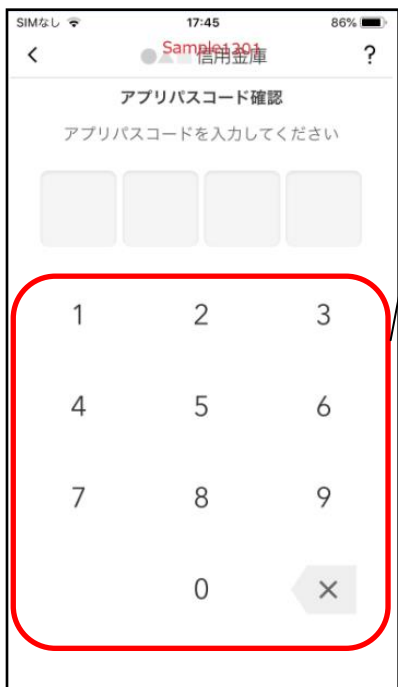 SIMなし 17:45 86%
< Sample1201 信用金庫 ?
アプリパスコード確認
アプリパスコードを入力してください
1 2 3
4 5 6
7 8 9
0 ×